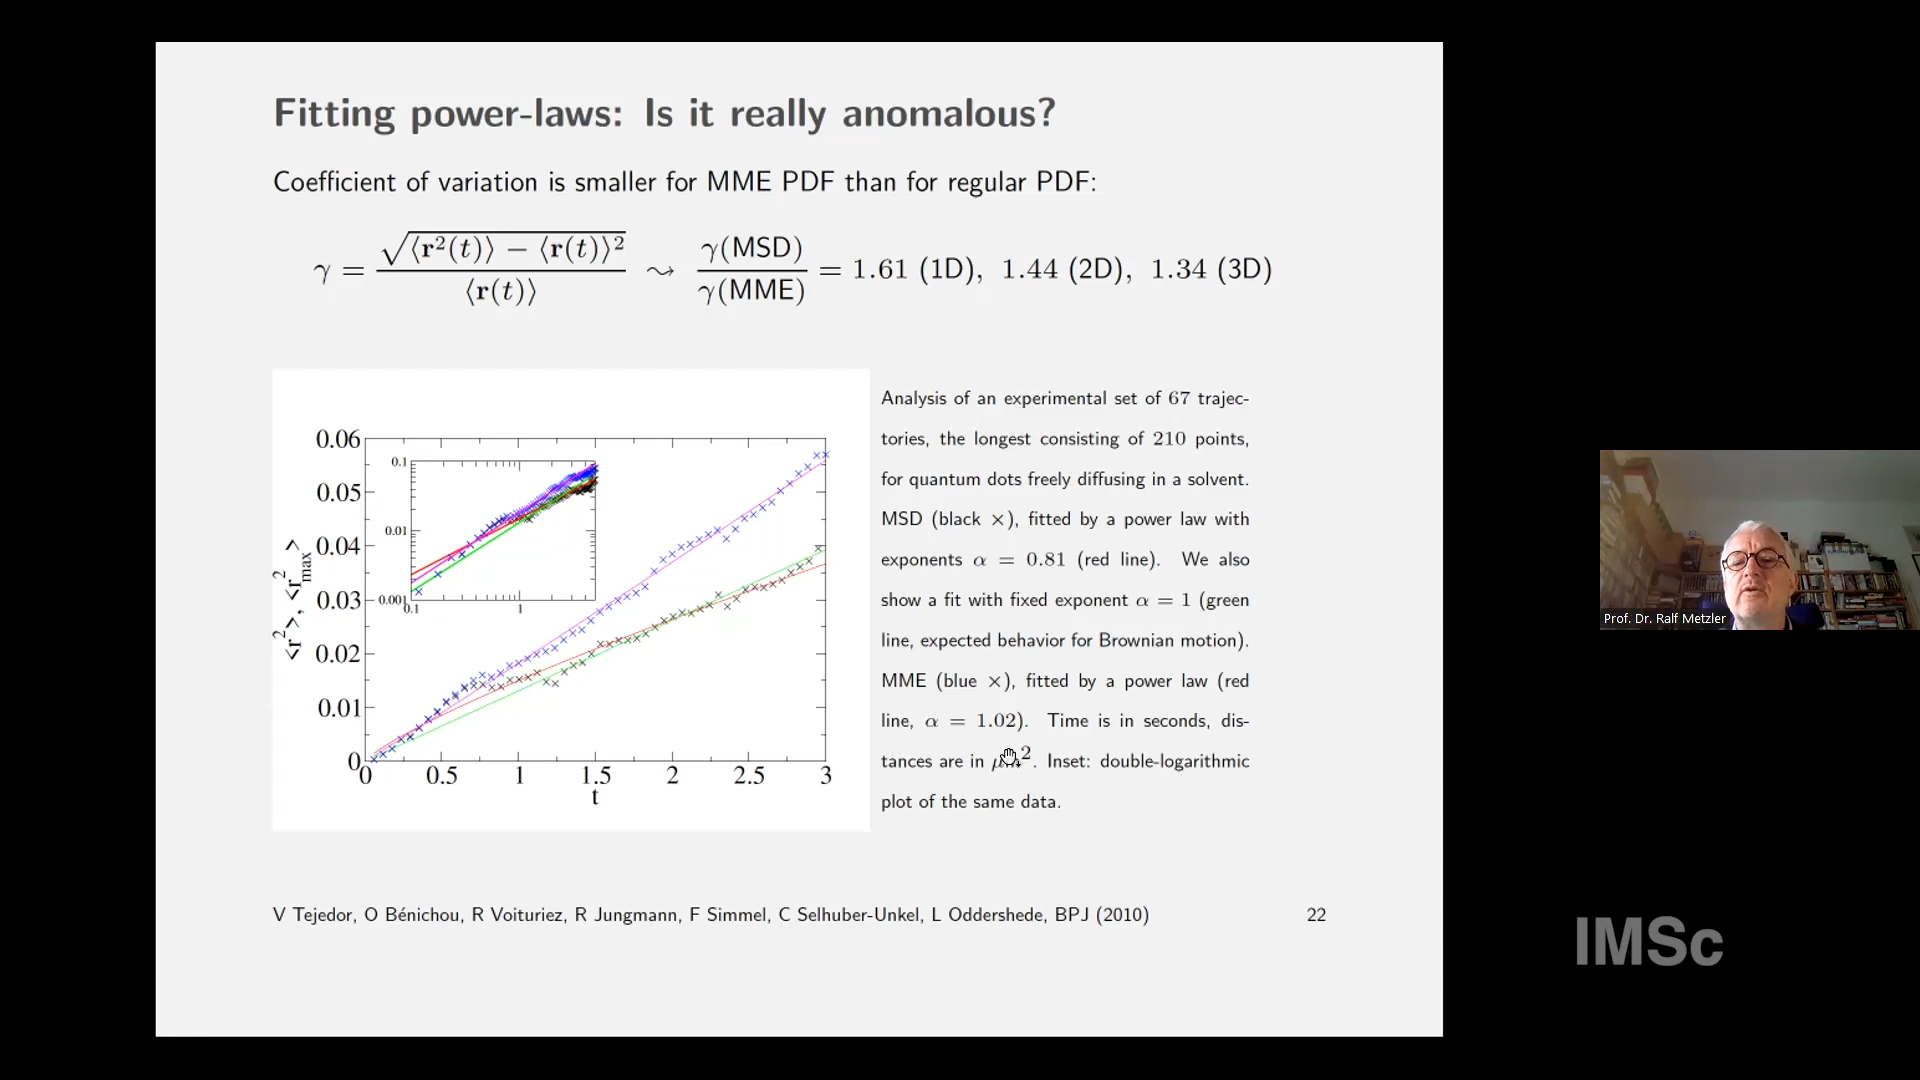 Fitting power-laws: Is it really anomalous?
Coefficient of variation is smaller for MME PDF than for regular PDF:
γ = √(⟨r²(t)⟩ − ⟨r(t)⟩²) / ⟨r(t)⟩ ⇝ γ(MSD) / γ(MME) = 1.61 (1D), 1.44 (2D), 1.34 (3D)
<r²>, <r²max>
0.06
0.05
0.04
0.03
0.02
0.01
0
0 0.5 1 1.5 2 2.5 3
t
0.1
0.01
0.001
0.1 1
Analysis of an experimental set of 67 trajec-
tories, the longest consisting of 210 points,
for quantum dots freely diffusing in a solvent.
MSD (black ×), fitted by a power law with
exponents α = 0.81 (red line). We also
show a fit with fixed exponent α = 1 (green
line, expected behavior for Brownian motion).
MME (blue ×), fitted by a power law (red
line, α = 1.02). Time is in seconds, dis-
tances are in μm². Inset: double-logarithmic
plot of the same data.
V Tejedor, O Bénichou, R Voituriez, R Jungmann, F Simmel, C Selhuber-Unkel, L Oddershede, BPJ (2010)
22
Prof. Dr. Ralf Metzler
IMSc